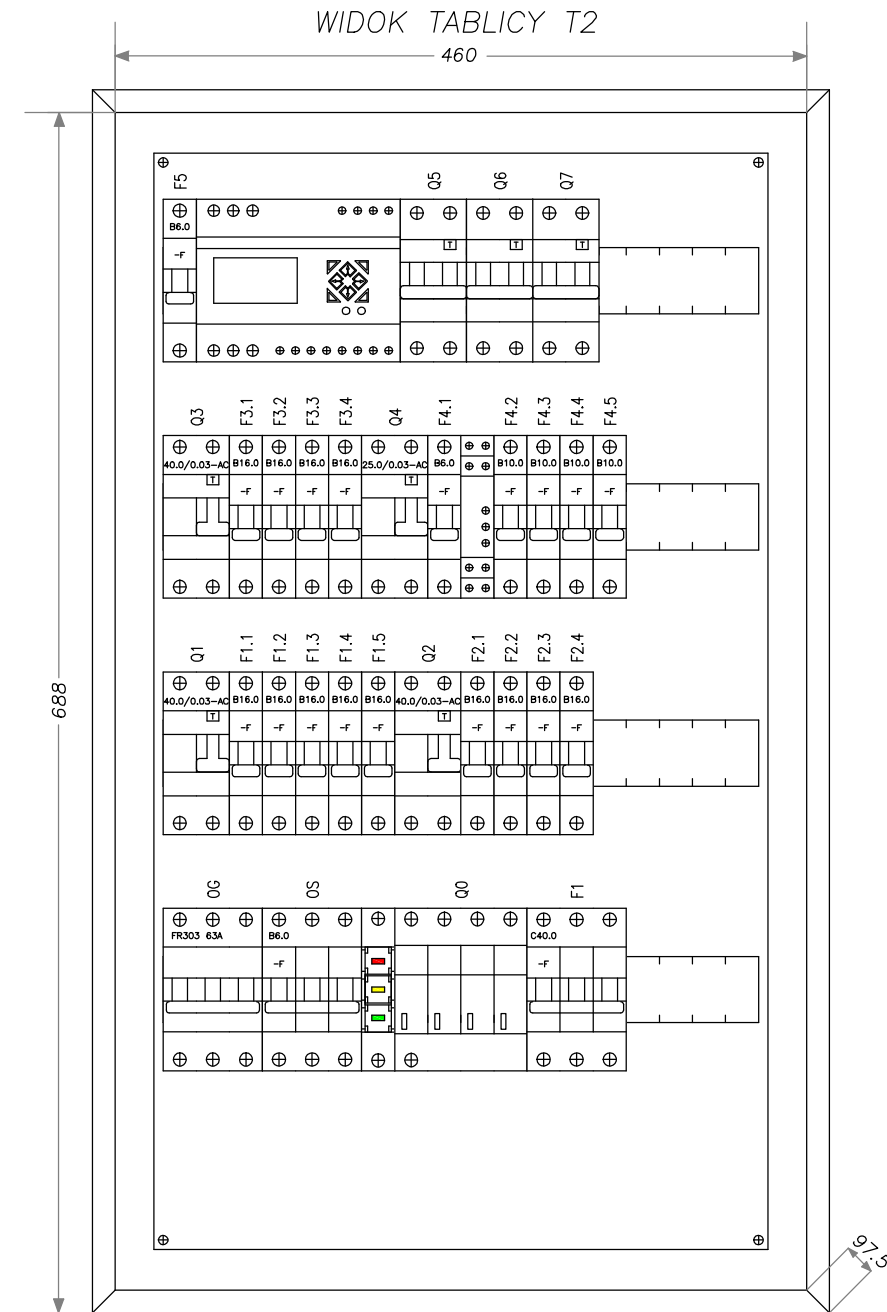 WIDOK TABLICY T2
460
F5 Q5 Q6 Q7
B6.0
T T T
-F
Q3 F3.1 F3.2 F3.3 F3.4 Q4 F4.1 F4.2 F4.3 F4.4 F4.5
40.0/0.03-AC B16.0 B16.0 B16.0 B16.0 25.0/0.03-AC B6.0 B10.0 B10.0 B10.0 B10.0
T -F -F -F -F T -F -F -F -F -F
Q1 F1.1 F1.2 F1.3 F1.4 F1.5 Q2 F2.1 F2.2 F2.3 F2.4
40.0/0.03-AC B16.0 B16.0 B16.0 B16.0 B16.0 40.0/0.03-AC B16.0 B16.0 B16.0 B16.0
T -F -F -F -F -F T -F -F -F -F
688
OG OS Q0 F1
FR303 63A B6.0 C40.0
-F -F
97.5